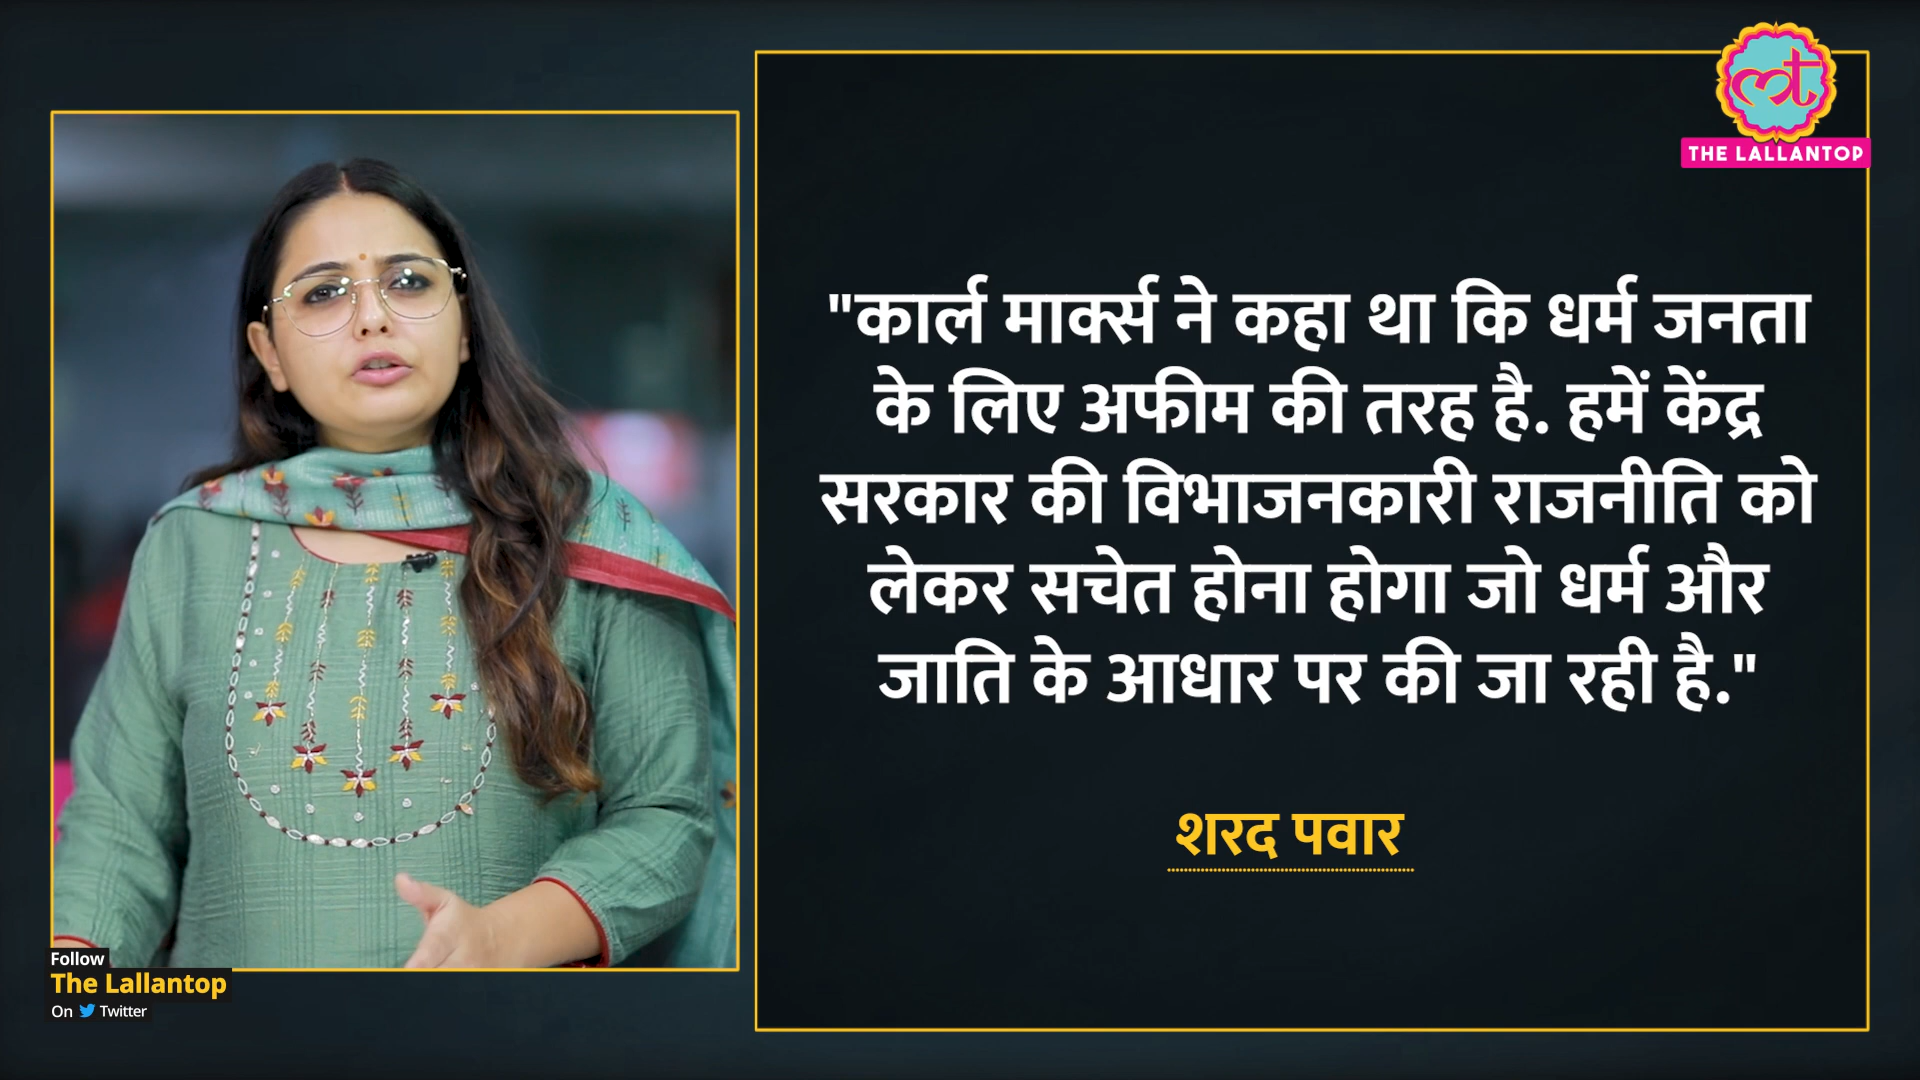 THE LALLANTOP
"कार्ल मार्क्स ने कहा था कि धर्म जनता
के लिए अफीम की तरह है. हमें केंद्र
सरकार की विभाजनकारी राजनीति को
लेकर सचेत होना होगा जो धर्म और
जाति के आधार पर की जा रही है."
शरद पवार
Follow
The Lallantop
On Twitter